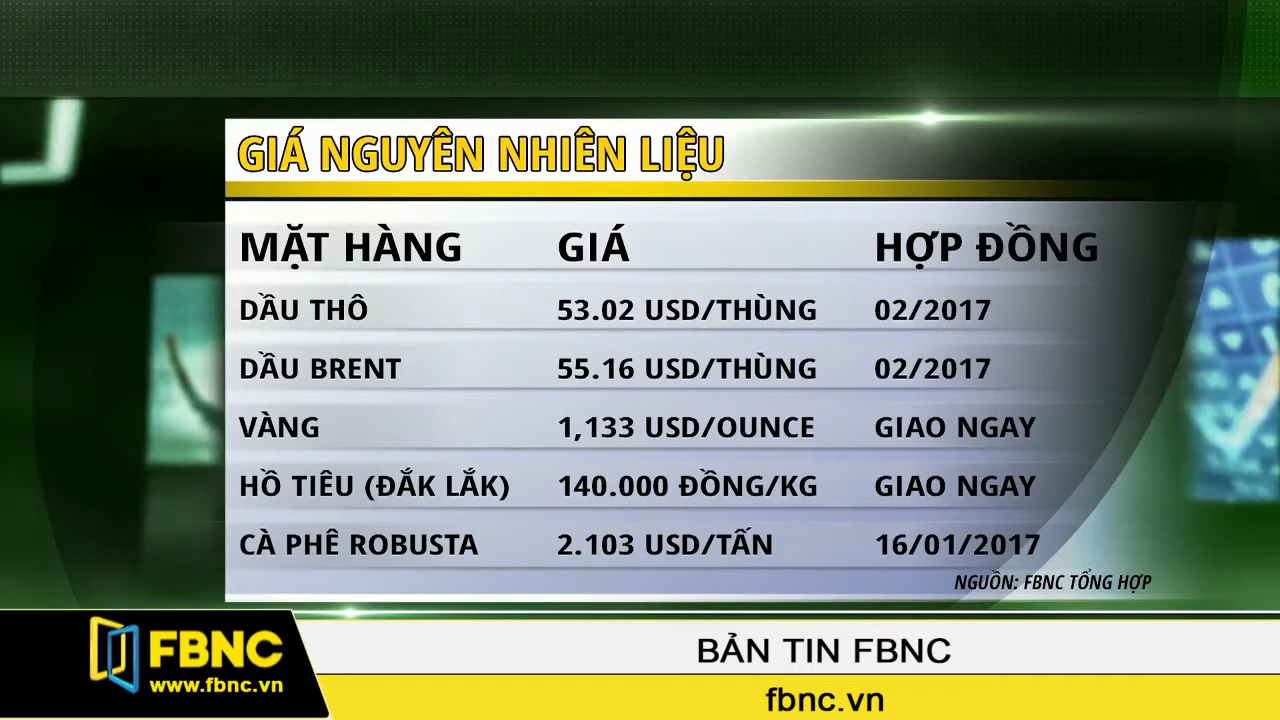 GIÁ NGUYÊN NHIÊN LIỆU
MẶT HÀNG GIÁ HỢP ĐỒNG
DẦU THÔ 53.02 USD/THÙNG 02/2017
DẦU BRENT 55.16 USD/THÙNG 02/2017
VÀNG 1,133 USD/OUNCE GIAO NGAY
HỒ TIÊU (ĐẮK LẮK) 140.000 ĐỒNG/KG GIAO NGAY
CÀ PHÊ ROBUSTA 2.103 USD/TẤN 16/01/2017
NGUỒN: FBNC TỔNG HỢP
FBNC
www.fbnc.vn
BẢN TIN FBNC
fbnc.vn